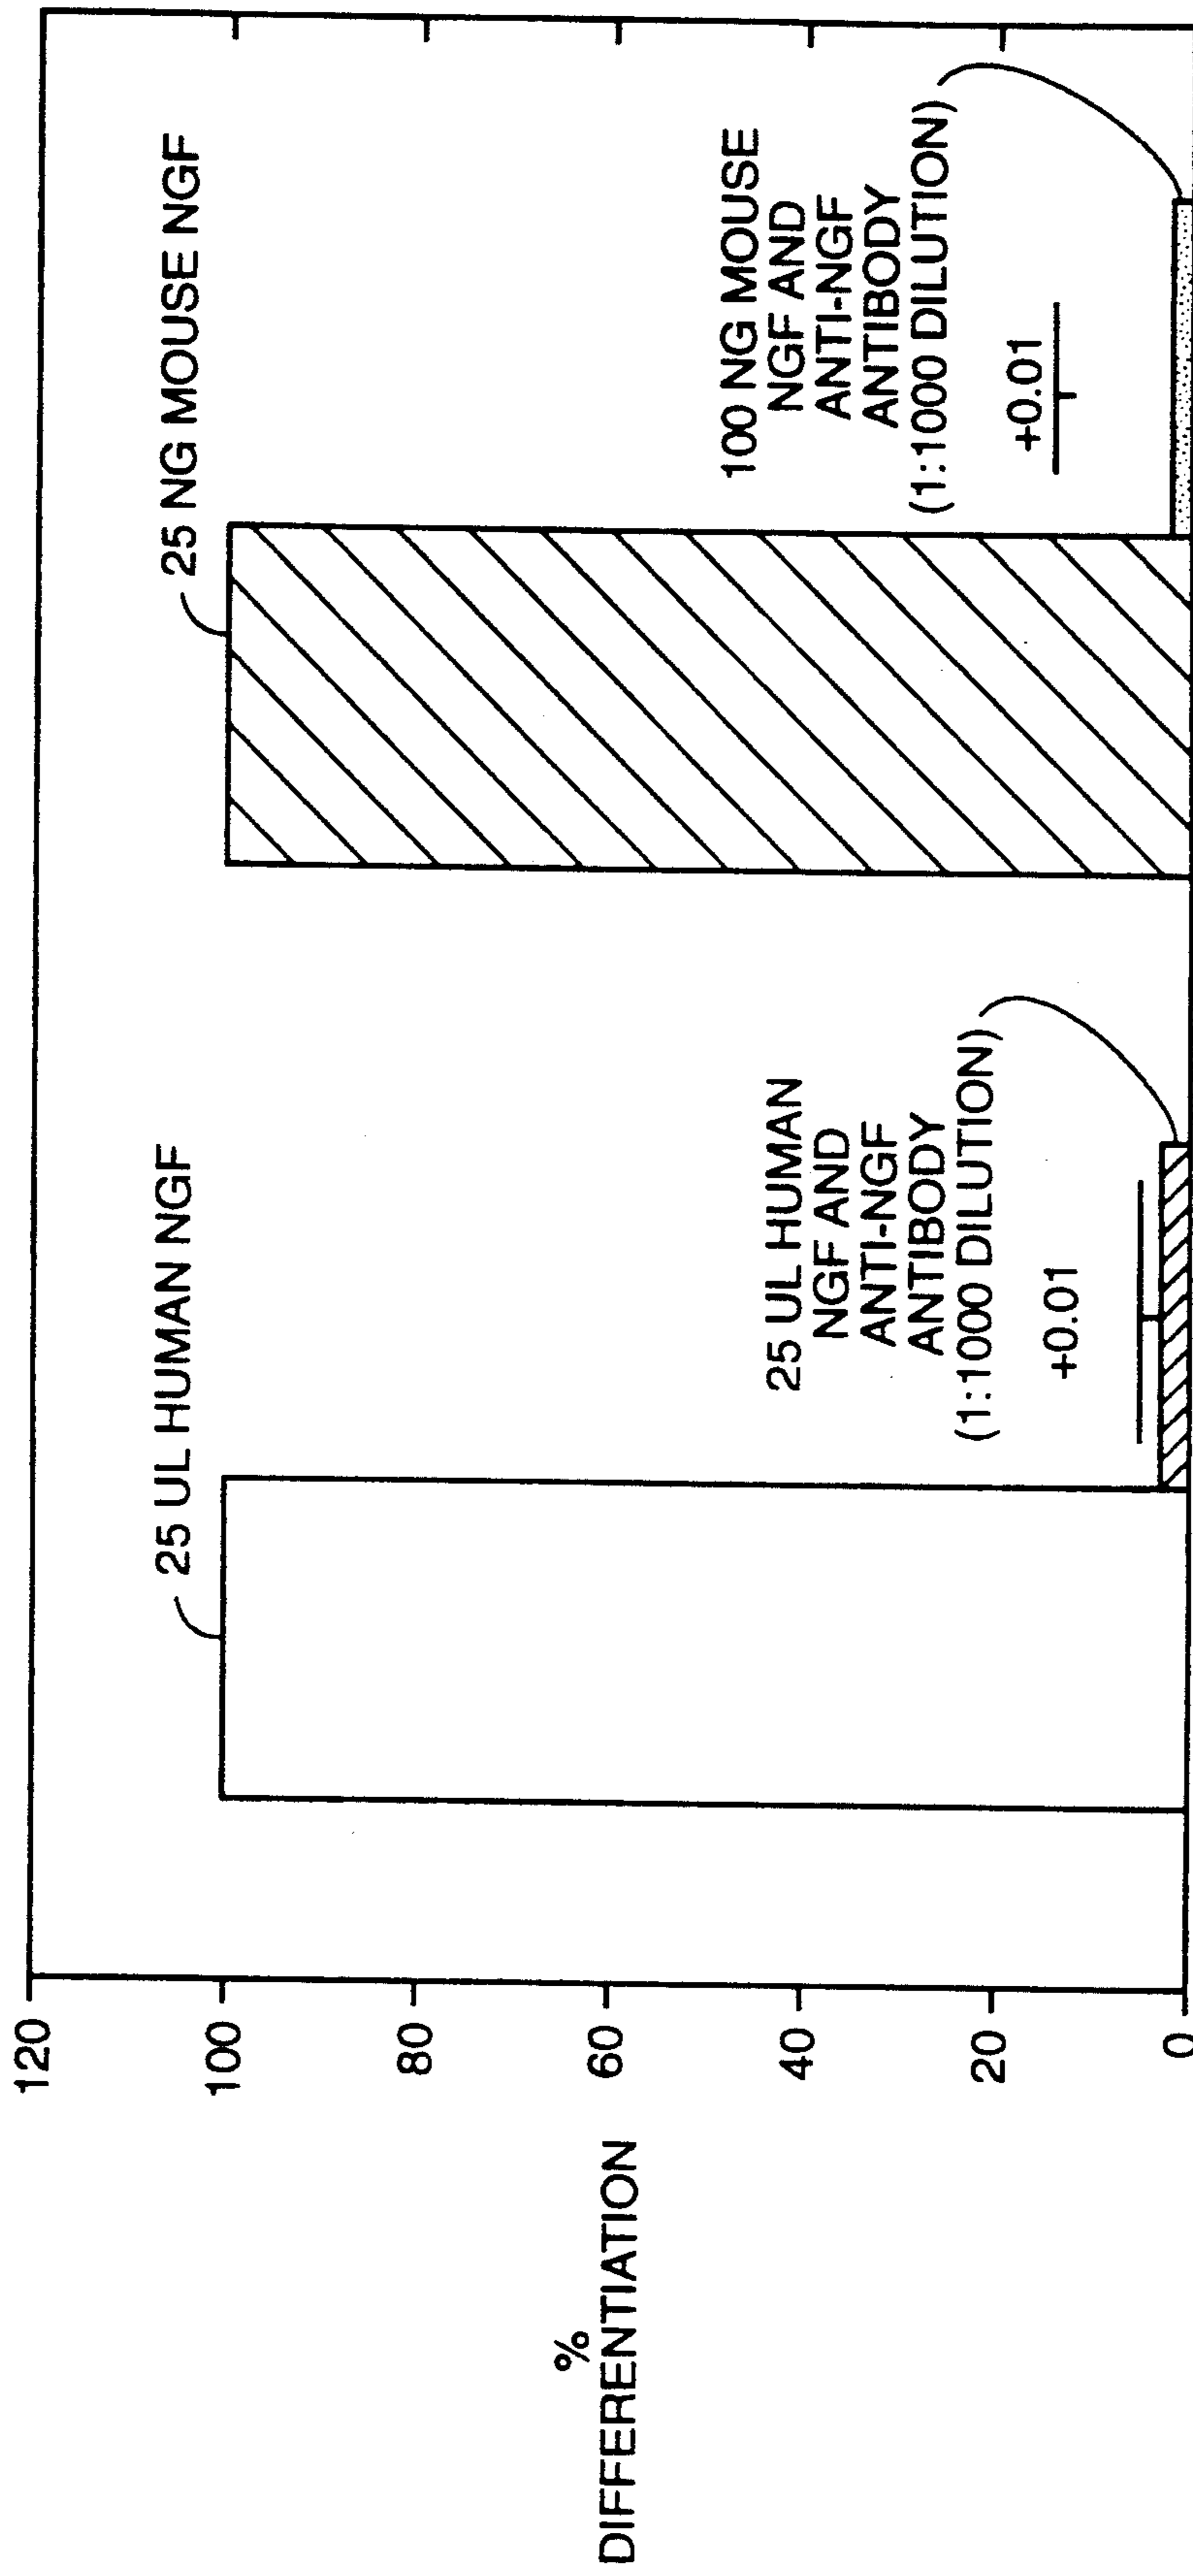 %
DIFFERENTIATION
120
100
80
60
40
20
0
25 UL HUMAN NGF
25 UL HUMAN
NGF AND
ANTI-NGF
ANTIBODY
(1:1000 DILUTION)
+0.01
25 NG MOUSE NGF
100 NG MOUSE
NGF AND
ANTI-NGF
ANTIBODY
(1:1000 DILUTION)
+0.01